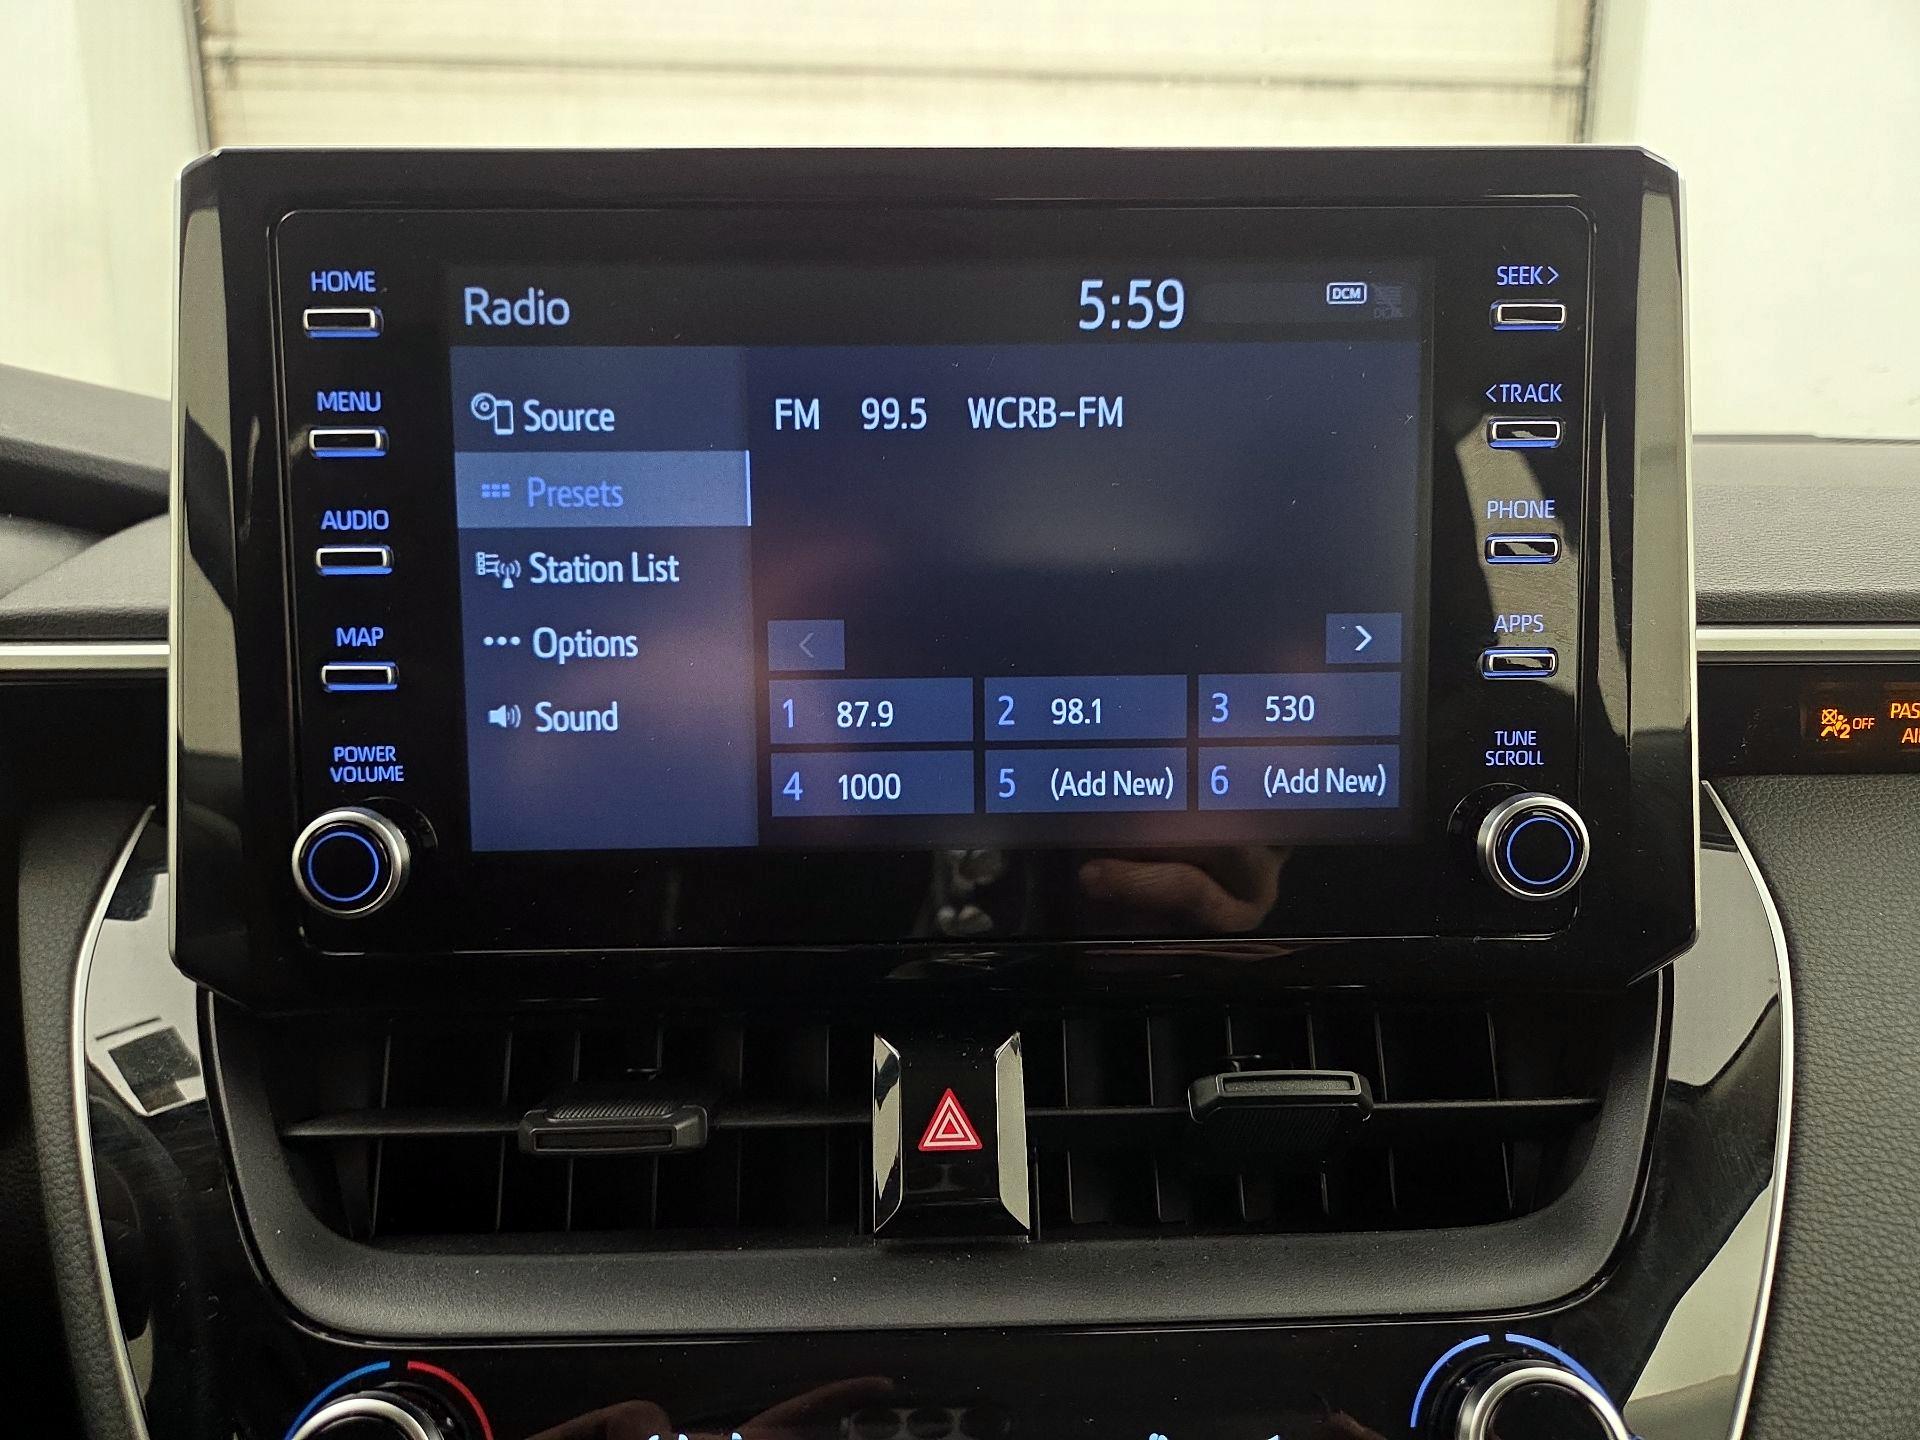 HOME
MENU
AUDIO
MAP
POWER
VOLUME
Radio
5:59
DCM
Source
Presets
Station List
Options
Sound
FM 99.5 WCRB-FM
<
>
1 87.9
2 98.1
3 530
4 1000
5 (Add New)
6 (Add New)
SEEK>
<TRACK
PHONE
APPS
TUNE
SCROLL
2 OFF